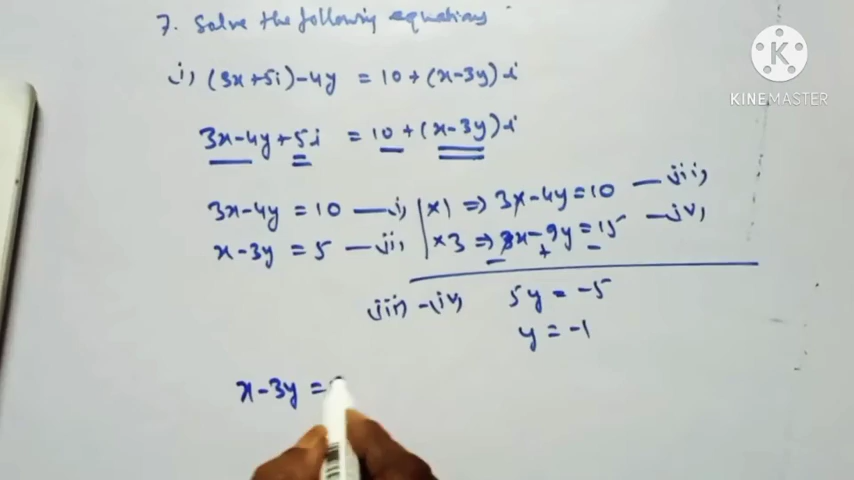 7. Solve the following equations
i) (3x+5i)-4y = 10+(x-3y)i
3x-4y+5i = 10+(x-3y)i
3x-4y = 10 —i) |×1 ⇒ 3x-4y=10 —iii)
x-3y = 5 —ii) |×3 ⇒ 3x-9y=15 —iv)
- + -
iii) - iv) 5y = -5
y = -1
x-3y =
K
KINEMASTER